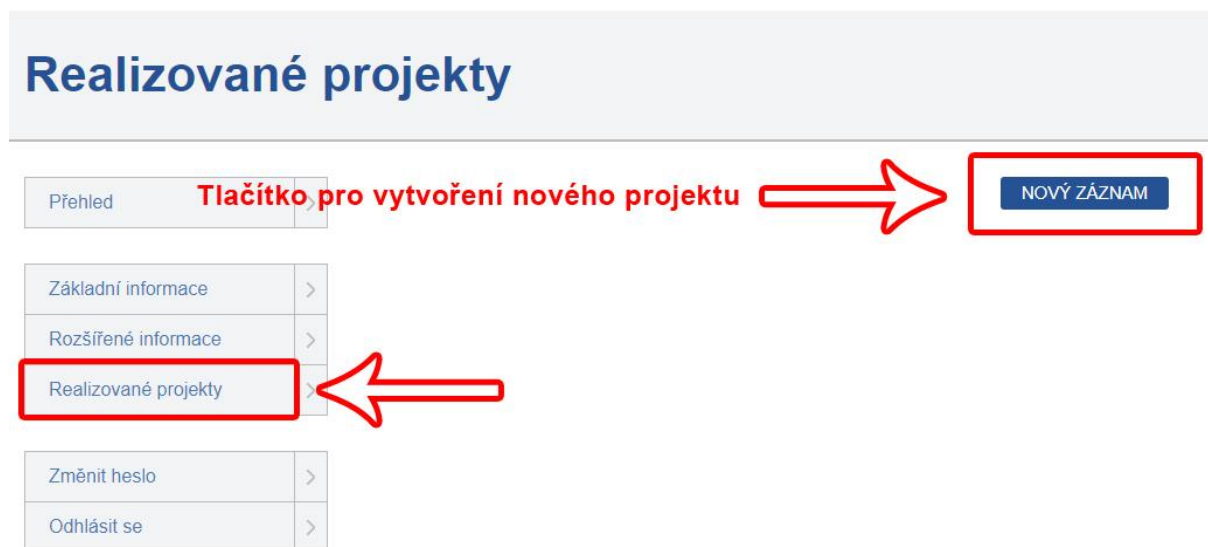 Realizované projekty
Přehled
Tlačítko pro vytvoření nového projektu
NOVÝ ZÁZNAM
Základní informace
Rozšířené informace
Realizované projekty
Změnit heslo
Odhlásit se